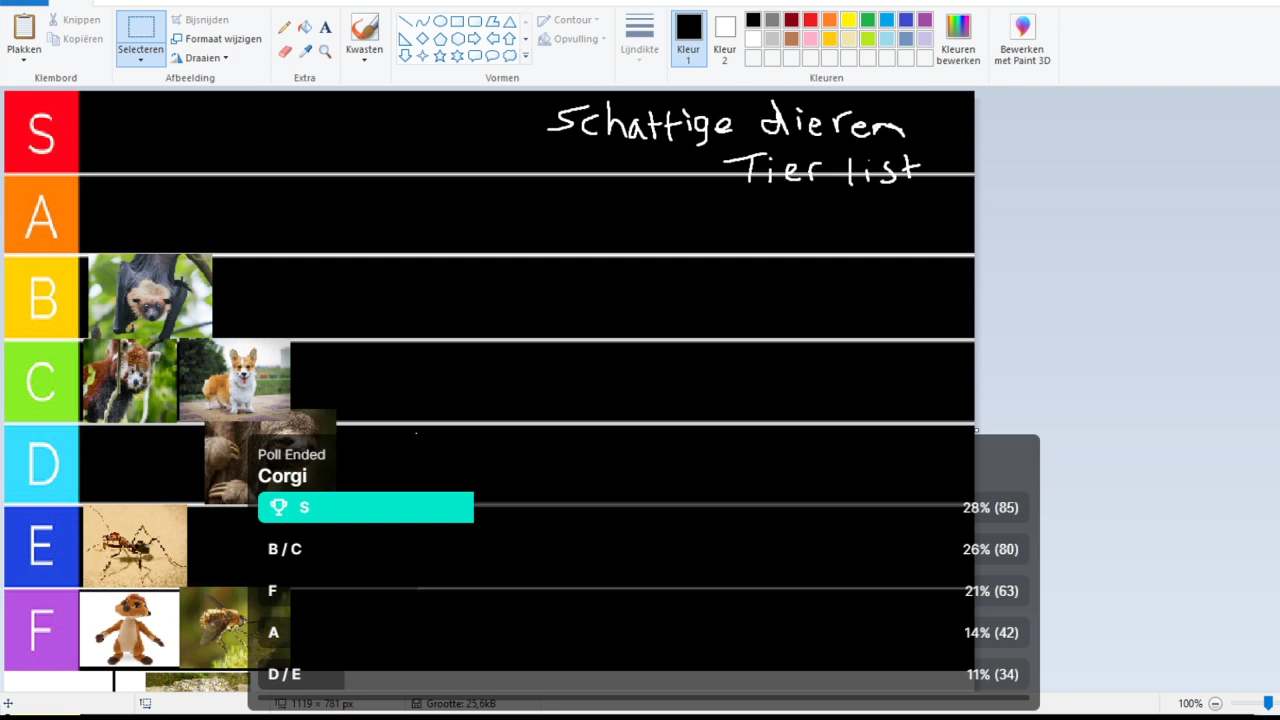 Knippen
Kopiëren
Plakken
Klembord
Selecteren
Bijsnijden
Formaat wijzigen
Draaien
Afbeelding
A
Extra
Kwasten
Vormen
Contour
Opvulling
Lijndikte
Kleur
1
Kleur
2
Kleuren
Kleuren
bewerken
Bewerken
met Paint 3D
S
Schattige dieren
Tier list
A
B
C
D
E
F
Poll Ended
Corgi
S 28% (85)
B / C 26% (80)
F 21% (63)
A 14% (42)
D / E 11% (34)
1119 × 781 px
Grootte: 25,6kB
100%